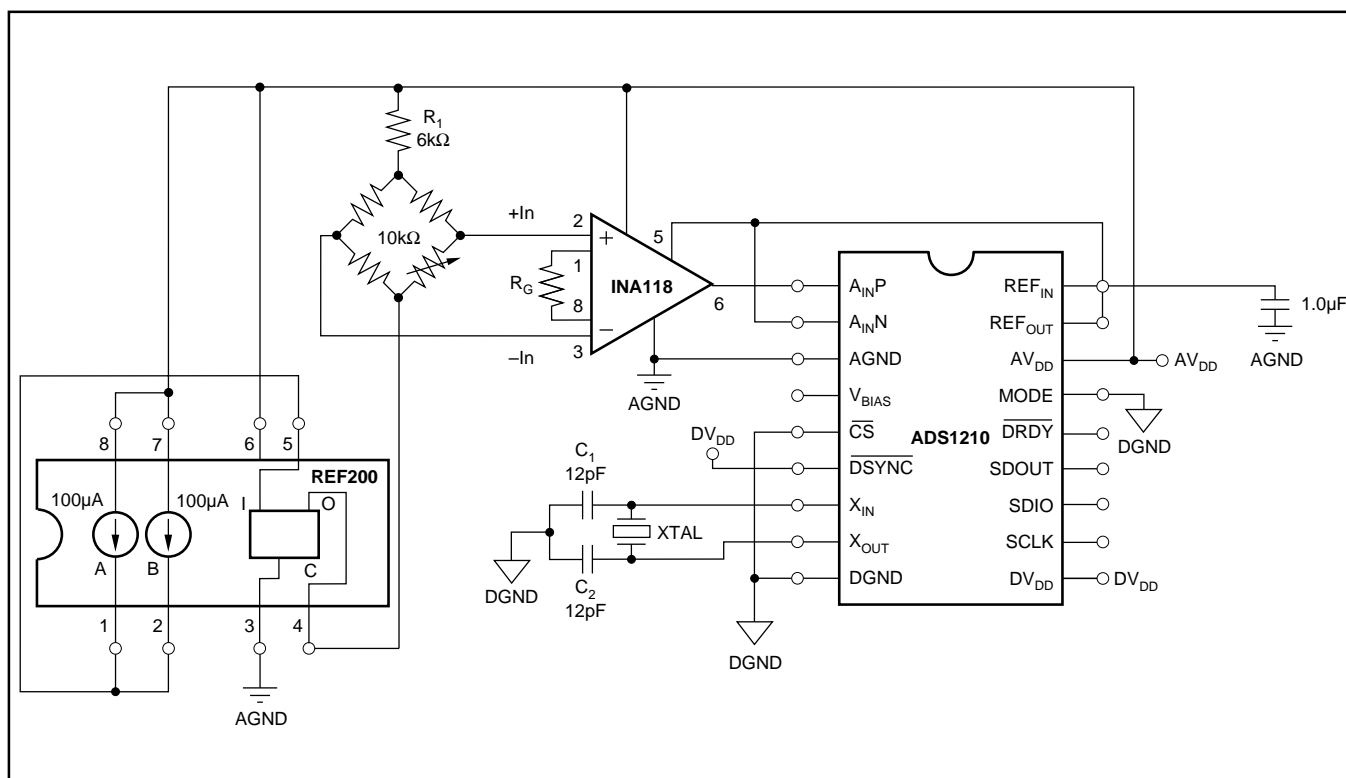 R1
6kΩ
10kΩ
+In
–In
2
1
8
3
5
6
RG
INA118
AGND
8
7
6
5
REF200
100µA
100µA
A
B
I
O
C
1
2
3
4
AGND
AINP
AINN
AGND
VBIAS
CS
DSYNC
XIN
XOUT
DGND
ADS1210
REFIN
REFOUT
AVDD
MODE
DRDY
SDOUT
SDIO
SCLK
DVDD
1.0µF
AGND
AVDD
DGND
DVDD
DVDD
C1
12pF
XTAL
C2
12pF
DGND
DGND